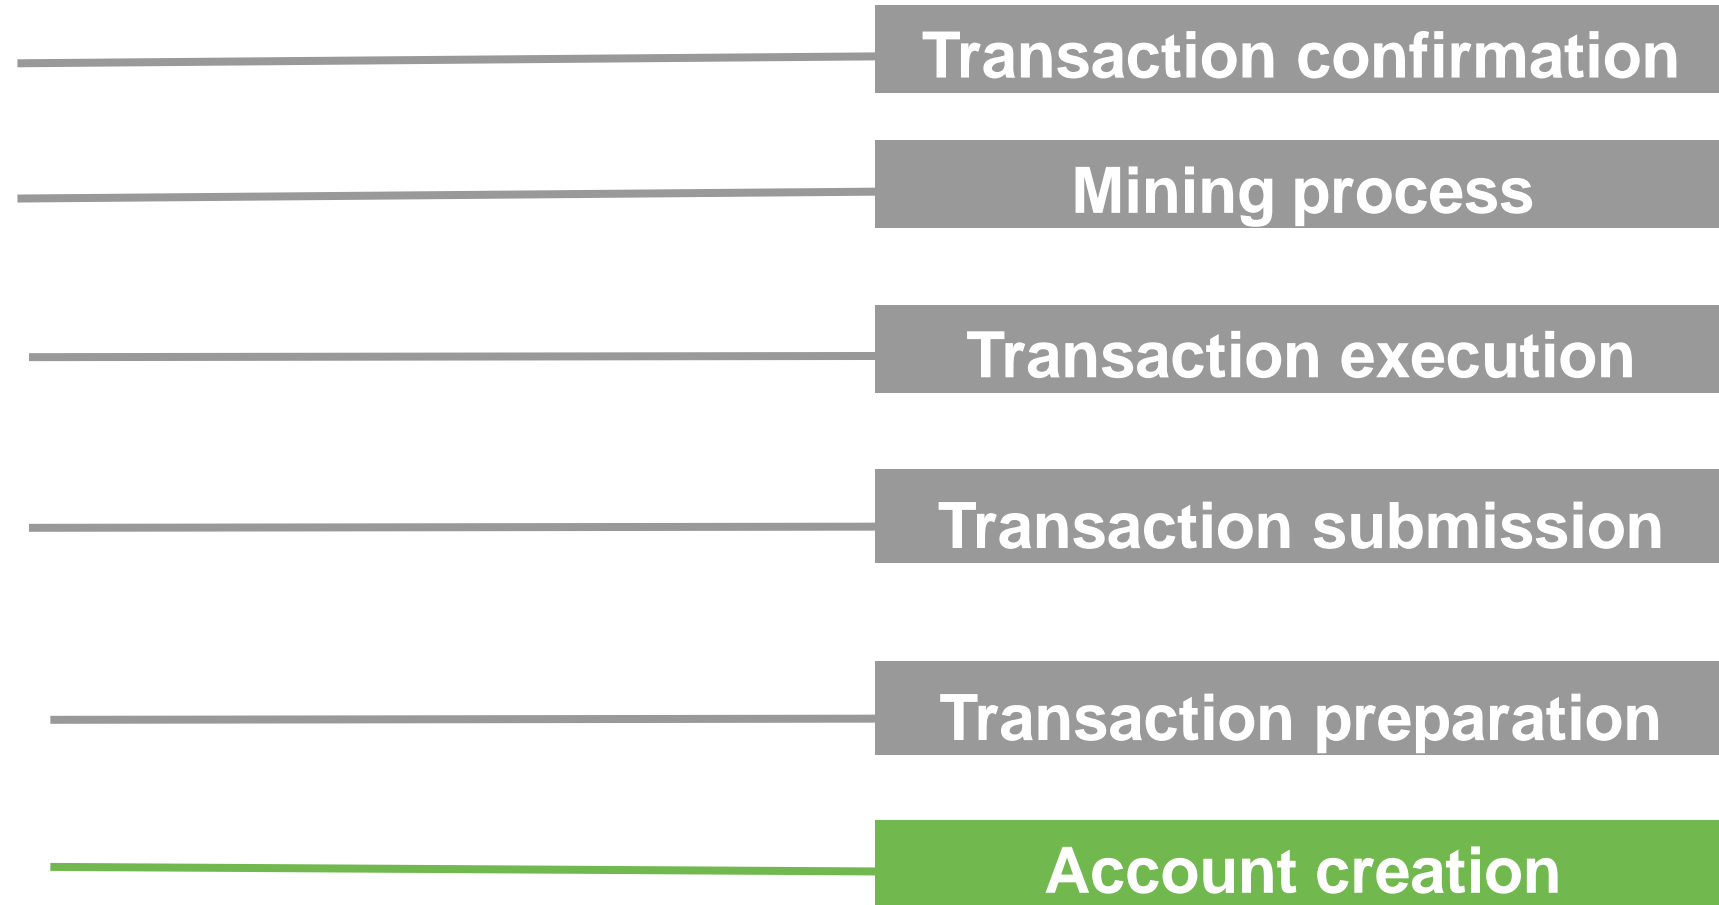 Transaction confirmation
Mining process
Transaction execution
Transaction submission
Transaction preparation
Account creation